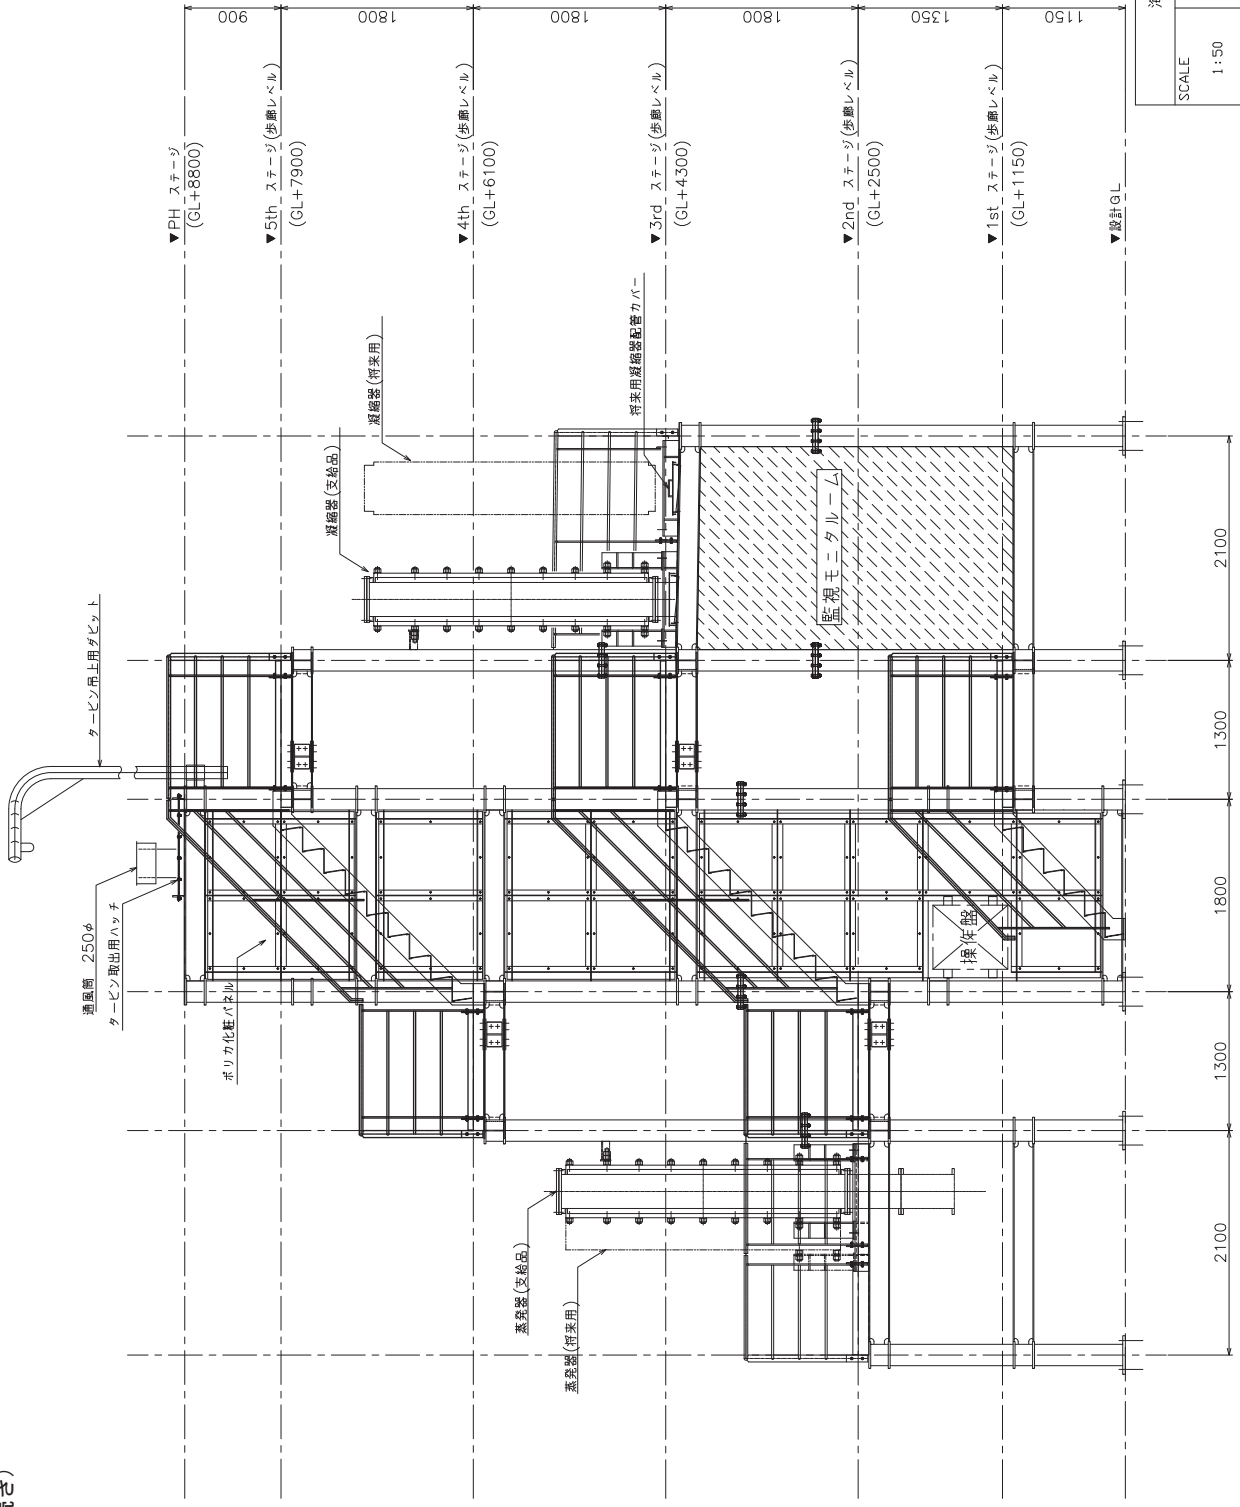 通風筒 250φ
タービン取出用ハッチ
ポリカ化粧パネル
タービン吊上用ダビット
凝縮器(支給品)
凝縮器(将来用)
将来用凝縮器配管カバー
蒸発器(支給品)
蒸発器(将来用)
監視モニタルーム
操作盤
▼PH ステージ
(GL+8800)
▼5th ステージ(歩廊レベル)
(GL+7900)
▼4th ステージ(歩廊レベル)
(GL+6100)
▼3rd ステージ(歩廊レベル)
(GL+4300)
▼2nd ステージ(歩廊レベル)
(GL+2500)
▼1st ステージ(歩廊レベル)
(GL+1150)
▼設計GL
900
1800
1800
1800
1350
1150
2100
1300
1800
1300
2100
SCALE
1:50